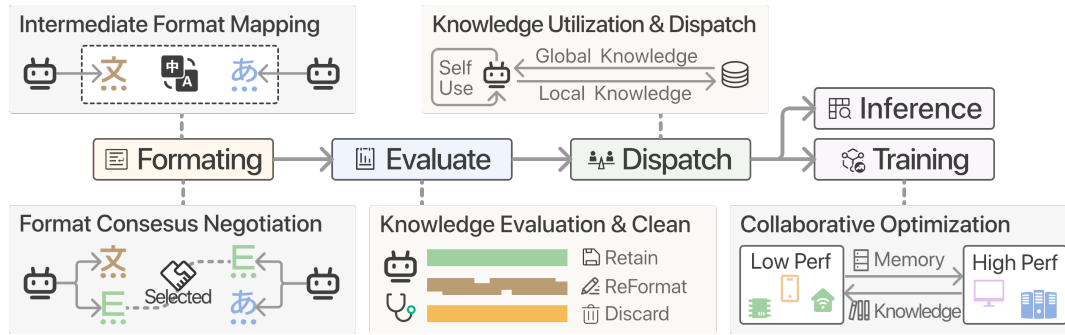 Intermediate Format Mapping
文 中 A あ
Knowledge Utilization & Dispatch
Self
Use
Global Knowledge
Local Knowledge
Formating
Evaluate
Dispatch
Inference
Training
Format Consesus Negotiation
文 E
Selected
E あ
Knowledge Evaluation & Clean
Retain
ReFormat
Discard
Collaborative Optimization
Low Perf
Memory
High Perf
Knowledge